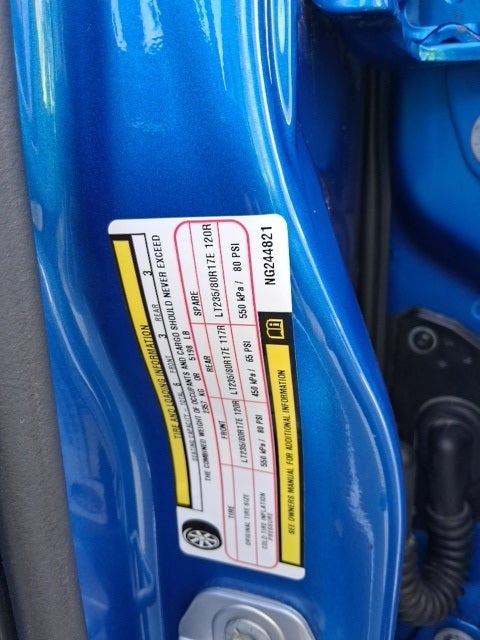 TIRE AND LOADING INFORMATION
SEATING CAPACITY - TOTAL 6 FRONT 3 REAR 3
THE COMBINED WEIGHT OF OCCUPANTS AND CARGO SHOULD NEVER EXCEED
2357 KG OR 5198 LB
TIRE FRONT REAR SPARE
ORIGINAL TIRE SIZE LT235/80R17E 120R LT235/80R17E 117R LT235/80R17E 120R
COLD TIRE INFLATION PRESSURE 550 kPa / 80 PSI 450 kPa / 65 PSI 550 kPa / 80 PSI
SEE OWNERS MANUAL FOR ADDITIONAL INFORMATION
NG244821